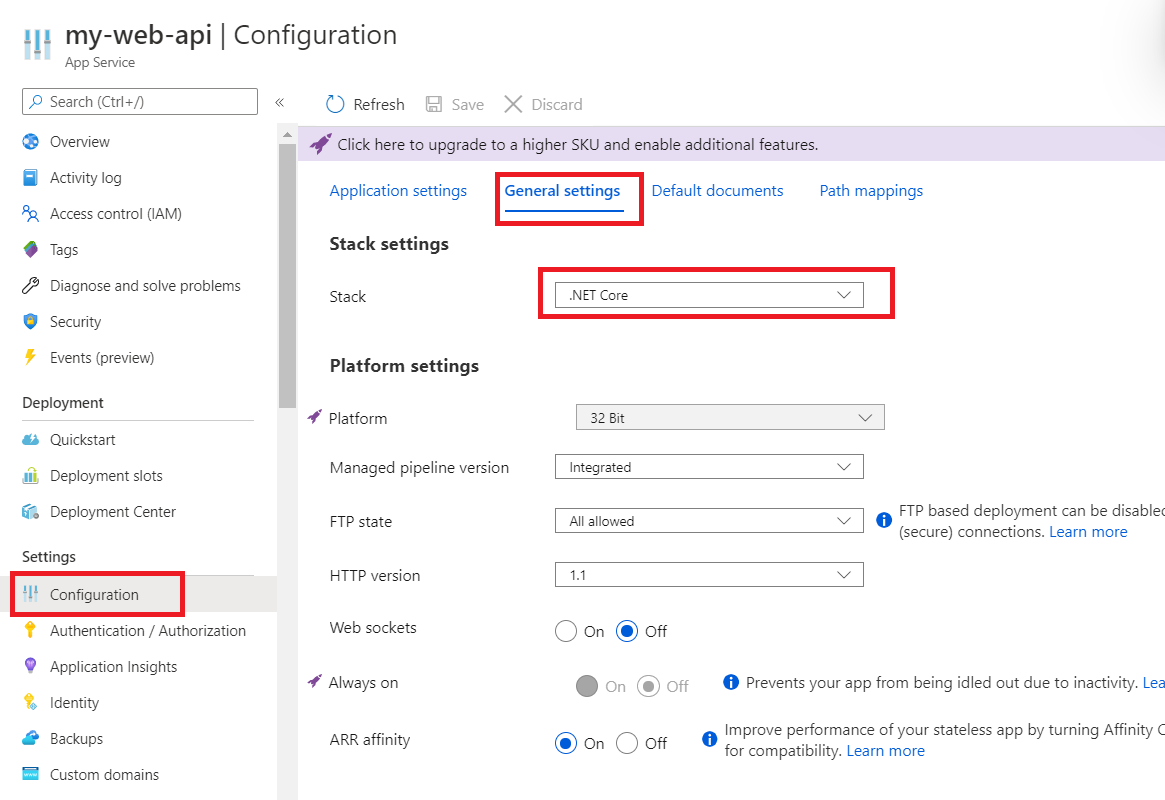 my-web-api | Configuration
App Service
Search (Ctrl+/)
«
Overview
Activity log
Access control (IAM)
Tags
Diagnose and solve problems
Security
Events (preview)
Deployment
Quickstart
Deployment slots
Deployment Center
Settings
Configuration
Authentication / Authorization
Application Insights
Identity
Backups
Custom domains
Refresh
Save
Discard
Click here to upgrade to a higher SKU and enable additional features.
Application settings
General settings
Default documents
Path mappings
Stack settings
Stack
.NET Core
Platform settings
Platform
32 Bit
Managed pipeline version
Integrated
FTP state
All allowed
FTP based deployment can be disabled
(secure) connections. Learn more
HTTP version
1.1
Web sockets
On Off
Always on
On Off
Prevents your app from being idled out due to inactivity. Lea
ARR affinity
On Off
Improve performance of your stateless app by turning Affinity C
for compatibility. Learn more